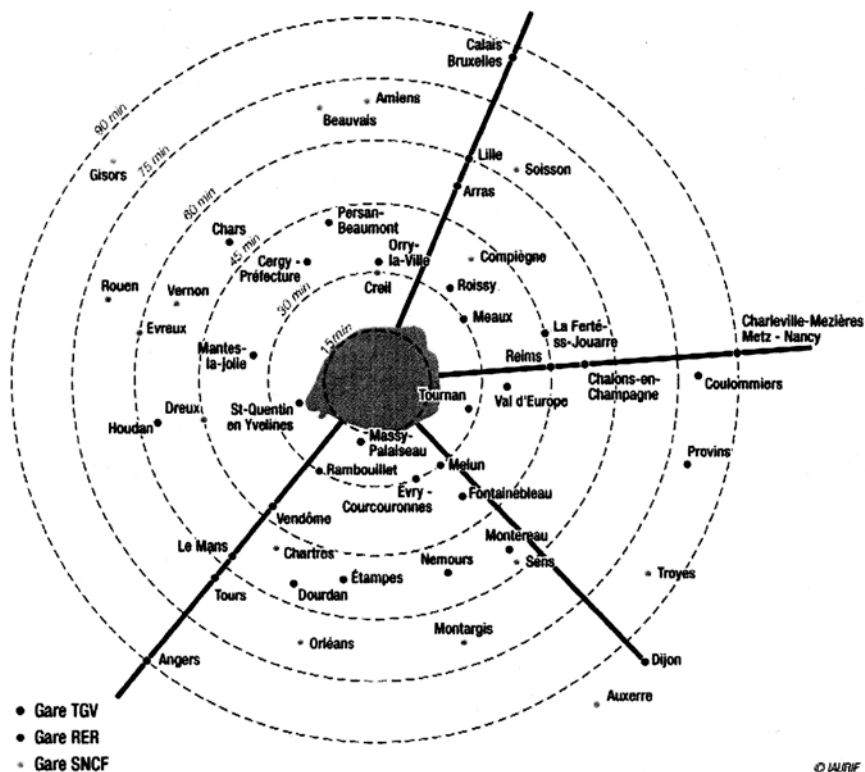 Calais
Bruxelles
90 min
Amiens
Beauvais
75 min
Lille
Soisson
Gisors
Arras
60 min
Persan-
Beaumont
Chars
45 min
Orry-
la-Ville
Compiègne
Cergy -
Préfecture
Creil
30 min
Roissy
Rouen
Vernon
Meaux
Evreux
15 min
La Ferté-
ss-Jouarre
Charleville-Mezières
Metz - Nancy
Mantes-
la-Jolie
Reims
Chalons-en-
Champagne
Coulommiers
Tournan
Val d'Europe
St-Quentin
en Yvelines
Dreux
Houdan
Massy-
Palaiseau
Provins
Rambouillet
Melun
Évry -
Courcouronnes
Fontainebleau
Vendôme
Montereau
Le Mans
Chartres
Nemours
Sens
Étampes
Tours
Dourdan
Troyes
Orléans
Montargis
Angers
Dijon
Auxerre
Gare TGV
Gare RER
Gare SNCF
© IAURIF